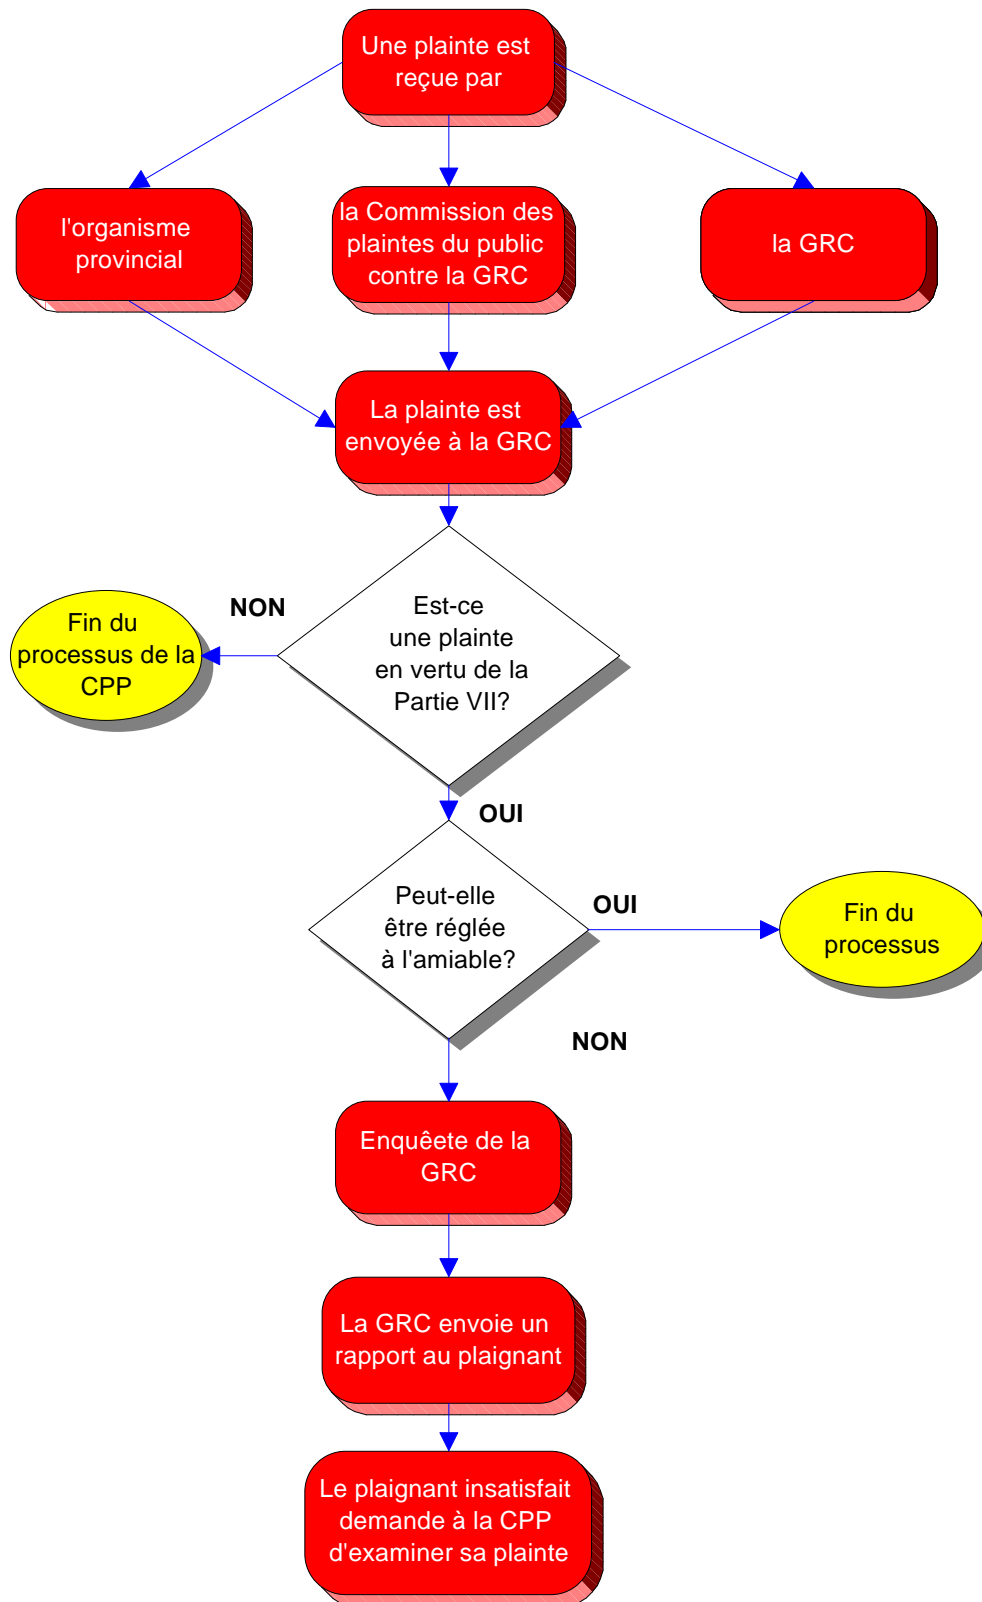 Une plainte est
reçue par
l'organisme
provincial
la Commission des
plaintes du public
contre la GRC
la GRC
La plainte est
envoyée à la GRC
NON
Est-ce
une plainte
en vertu de la
Partie VII?
Fin du
processus de la
CPP
OUI
Peut-elle
être réglée
à l'amiable?
OUI
Fin du
processus
NON
Enquêete de la
GRC
La GRC envoie un
rapport au plaignant
Le plaignant insatisfait
demande à la CPP
d'examiner sa plainte